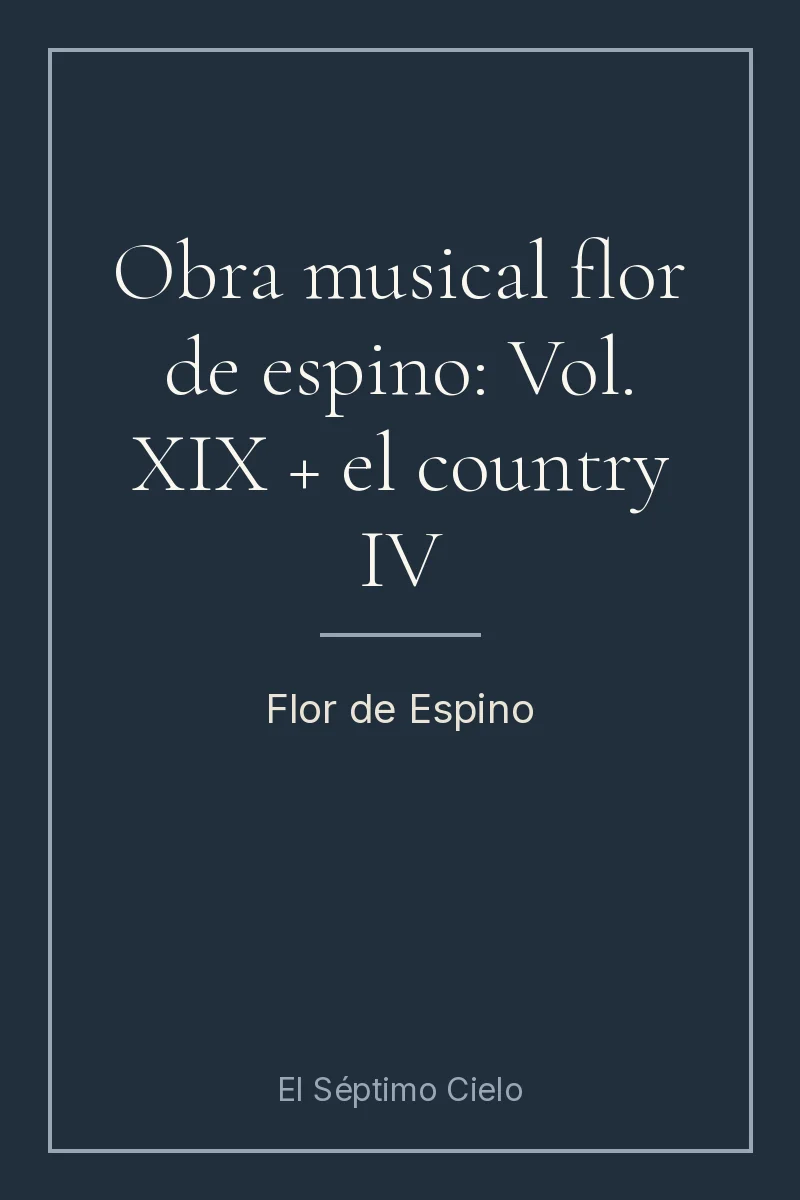 Obra musical flor
de espino: Vol.
XIX + el country
IV
Flor de Espino
El Séptimo Cielo